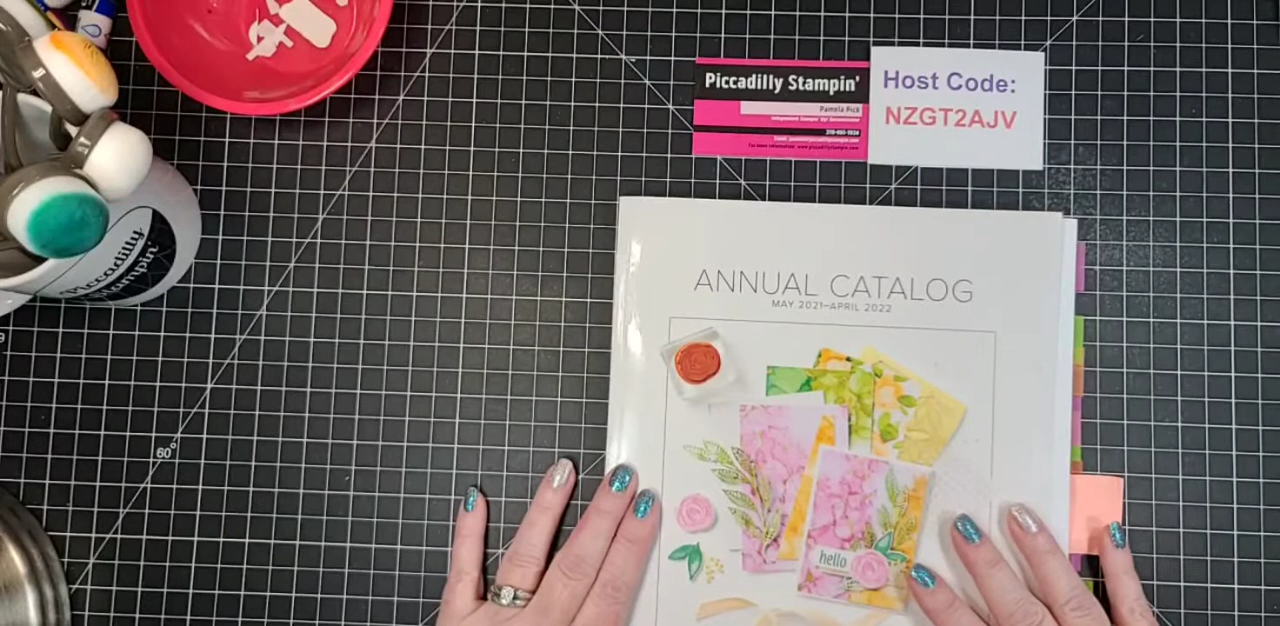 Piccadilly Stampin'
Pamela Pick
Host Code:
NZGT2AJV
Piccadilly
Stampin'
ANNUAL CATALOG
MAY 2021–APRIL 2022
hello
60°